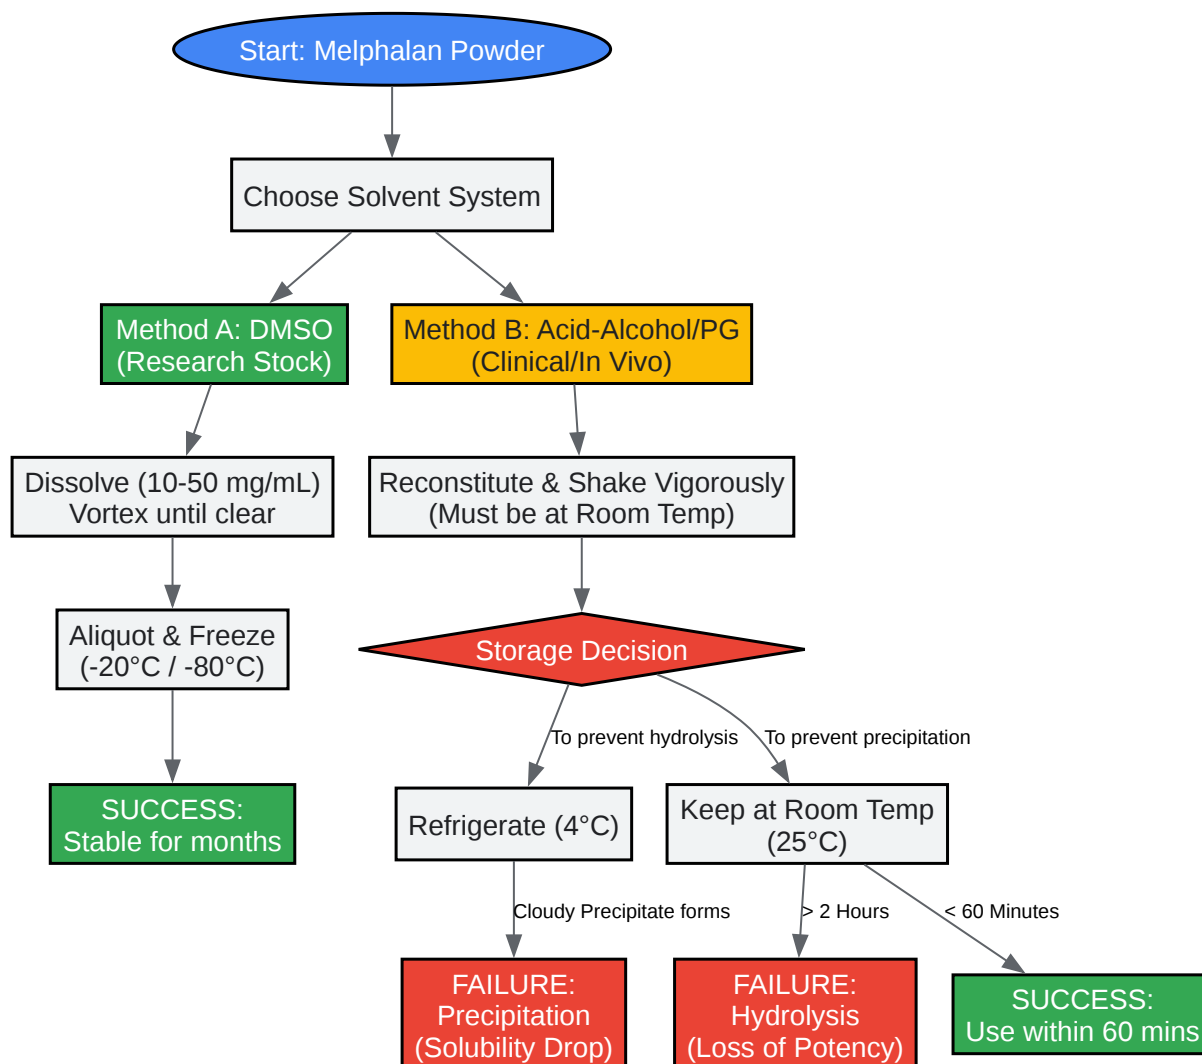 Start: Melphalan Powder
Choose Solvent System
Method A: DMSO
(Research Stock)
Method B: Acid-Alcohol/PG
(Clinical/In Vivo)
Dissolve (10-50 mg/mL)
Vortex until clear
Reconstitute & Shake Vigorously
(Must be at Room Temp)
Aliquot & Freeze
(-20°C / -80°C)
Storage Decision
To prevent hydrolysis
To prevent precipitation
SUCCESS:
Stable for months
Refrigerate (4°C)
Keep at Room Temp
(25°C)
Cloudy Precipitate forms
> 2 Hours
< 60 Minutes
FAILURE:
Precipitation
(Solubility Drop)
FAILURE:
Hydrolysis
(Loss of Potency)
SUCCESS:
Use within 60 mins